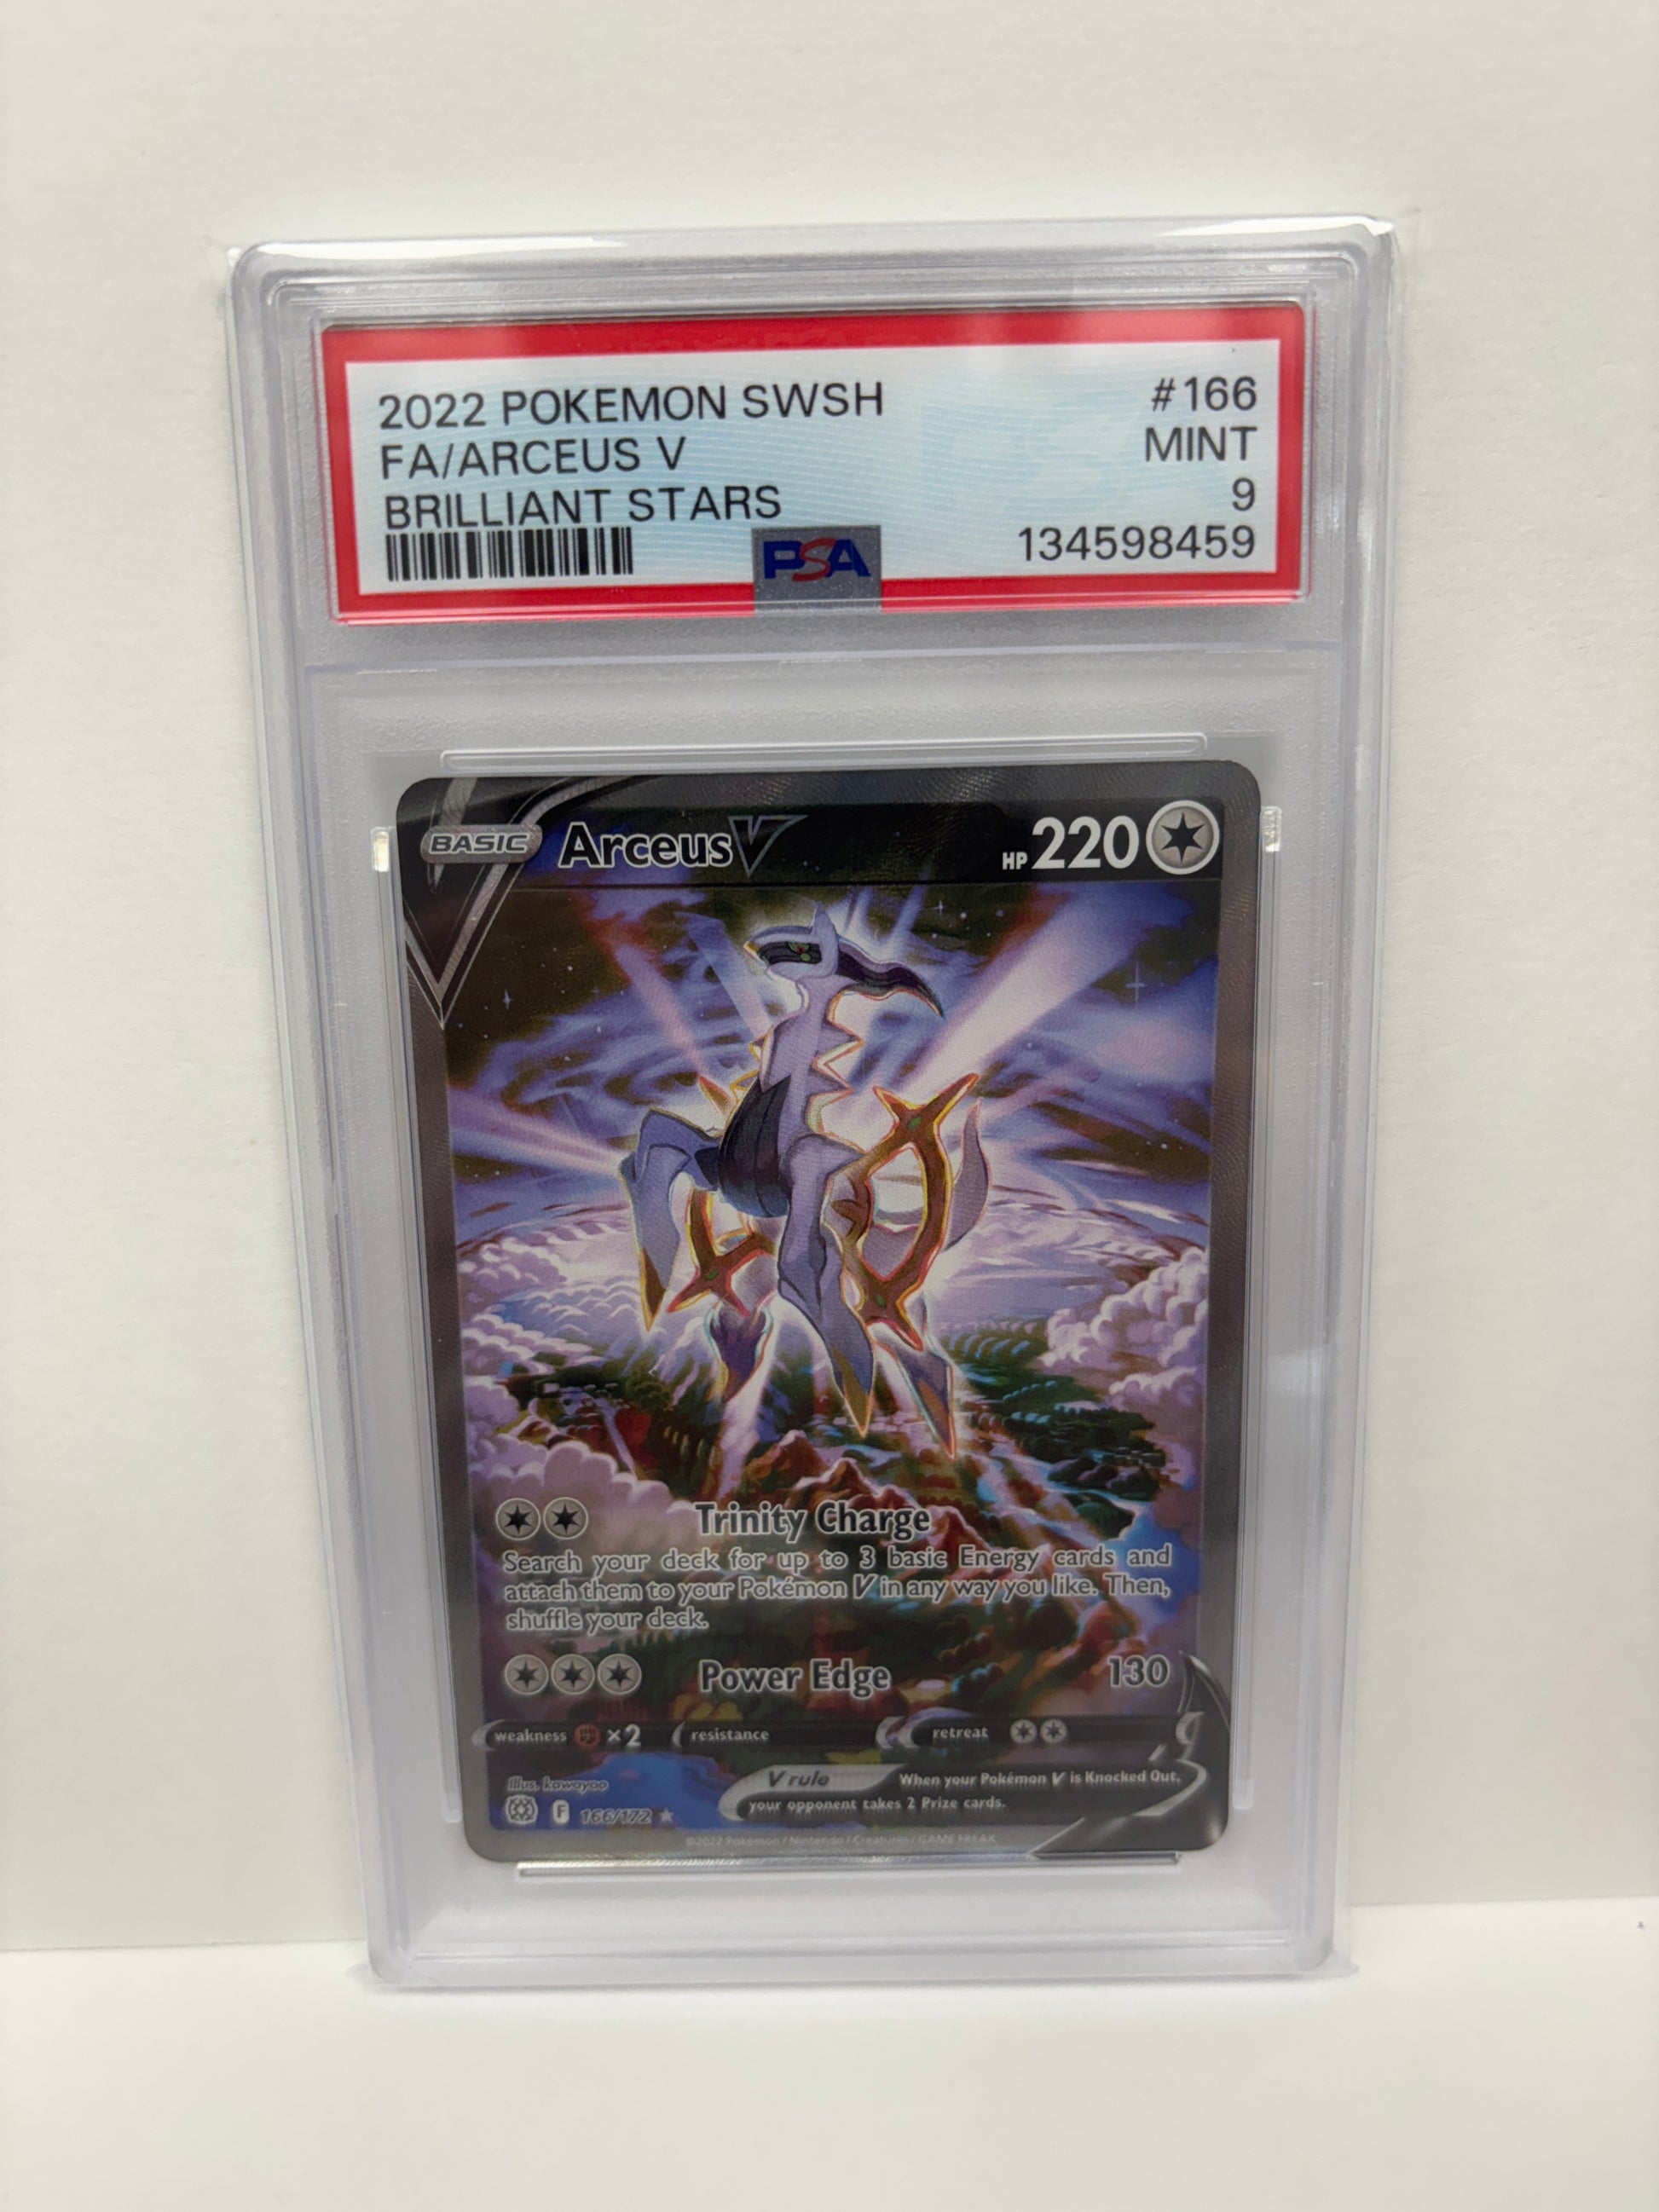 2022 POKEMON SWSH #166
FA/ARCEUS V MINT
BRILLIANT STARS 9
PSA 134598459
BASIC Arceus V HP 220
Trinity Charge
Search your deck for up to 3 basic Energy cards and
attach them to your Pokémon V in any way you like. Then,
shuffle your deck.
Power Edge 130
weakness ×2 resistance retreat
V rule When your Pokémon V is Knocked Out,
your opponent takes 2 Prize cards.
Illus. kawayoo
F 166/172
©2022 Pokémon / Nintendo / Creatures / GAME FREAK